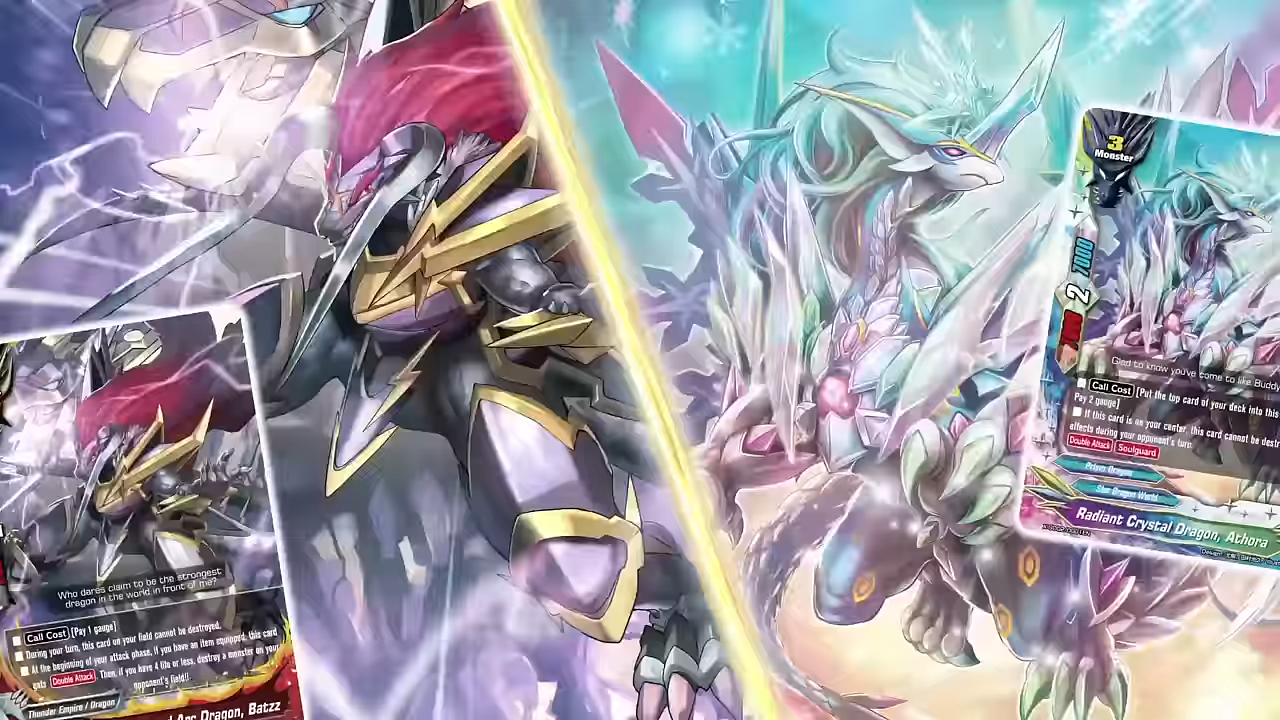 Who dares claim to be the strongest
dragon in the world in front of me?
Call Cost [Pay 1 gauge]
During your turn, this card on your field cannot be destroyed.
At the beginning of your attack phase, if you have an item equipped, this card
gets Double Attack. Then, if you have 4 life or less, destroy a monster on your
opponent's field!!
Thunder Empire / Dragon
Arc Dragon, Batzz
3
Monster
7000
2
Glad to know you've come to like Buddy
Call Cost [Put the top card of your deck into this
Pay 2 gauge]
If this card is on your center, this card cannot be
effects during your opponent's turn.
Double Attack Soulguard
Prism Dragon
Star Dragon World
Radiant Crystal Dragon, Athora